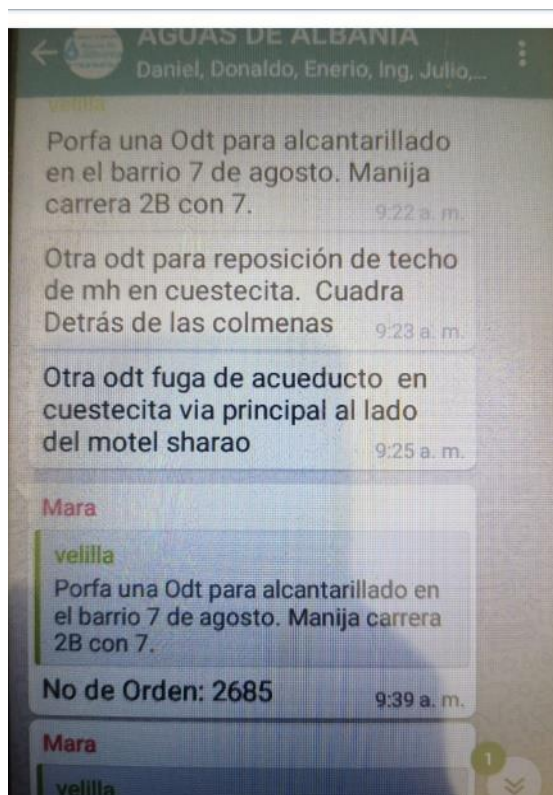 AGUAS DE ALBANIA
Daniel, Donaldo, Enerio, Ing, Julio,...
velilla
Porfa una Odt para alcantarillado
en el barrio 7 de agosto. Manija
carrera 2B con 7.
9:22 a. m.
Otra odt para reposición de techo
de mh en cuestecita. Cuadra
Detrás de las colmenas
9:23 a. m.
Otra odt fuga de acueducto en
cuestecita via principal al lado
del motel sharao
9:25 a. m.
Mara
velilla
Porfa una Odt para alcantarillado en
el barrio 7 de agosto. Manija carrera
2B con 7.
No de Orden: 2685
9:39 a. m.
Mara
1
velilla